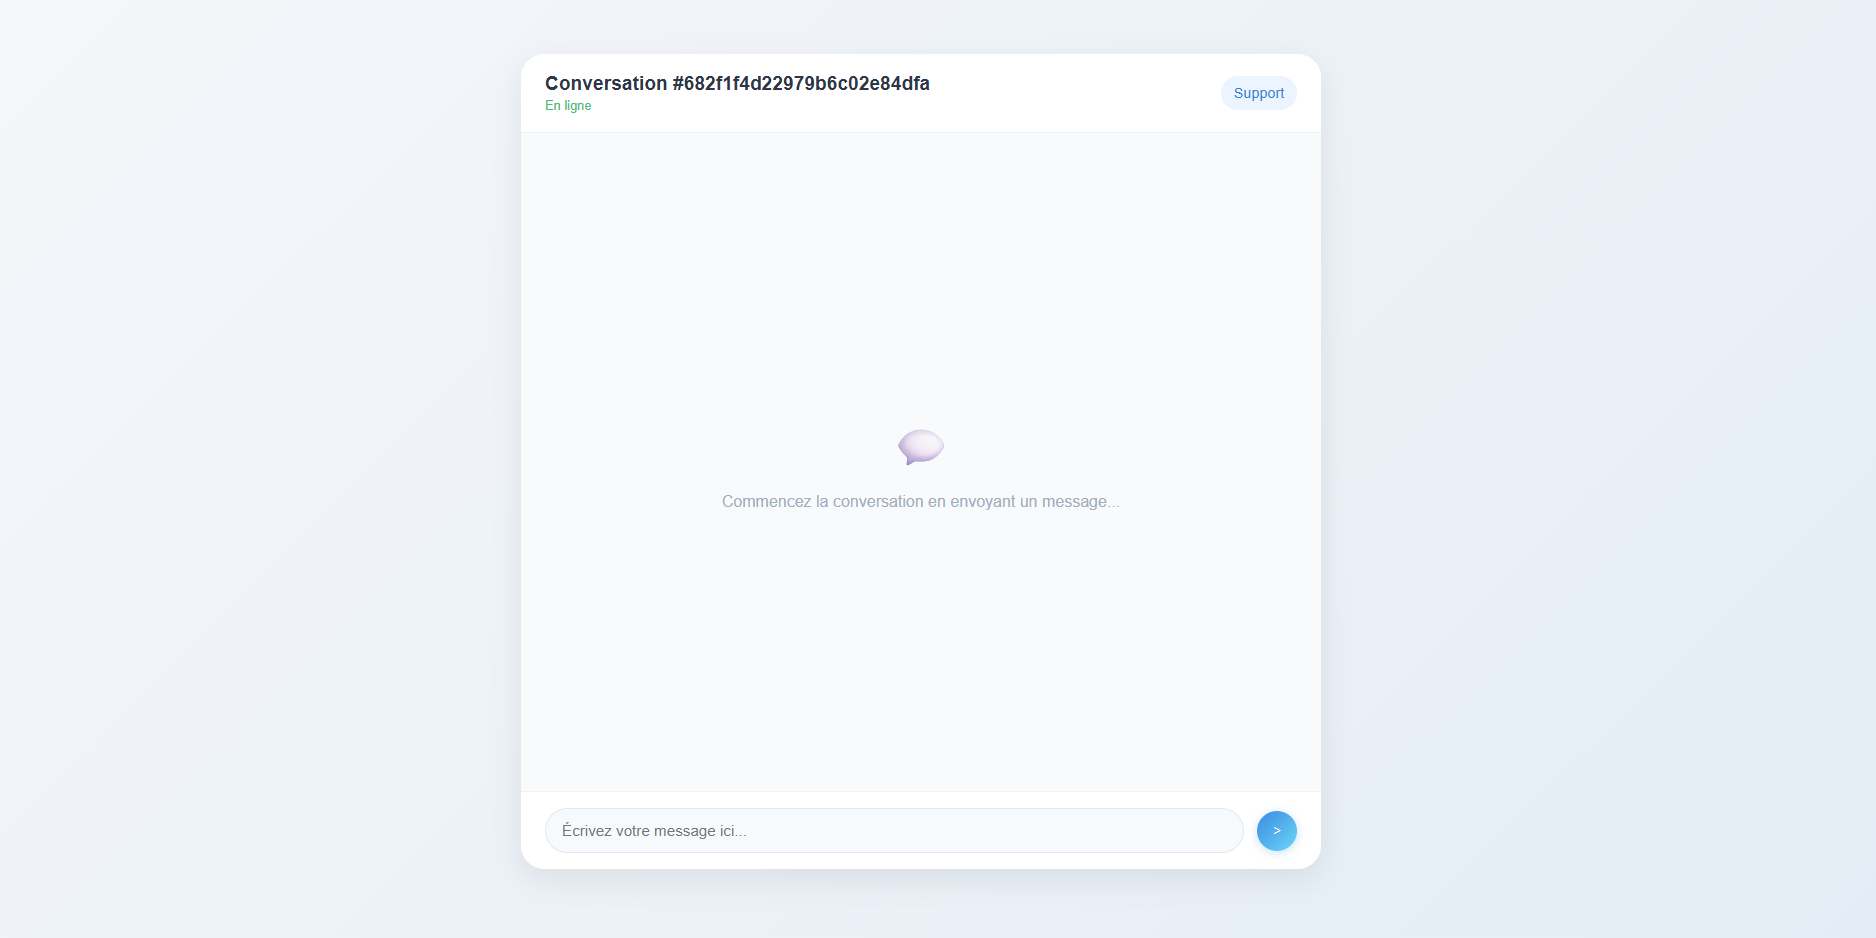 Conversation #682f1f4d22979b6c02e84dfa
En ligne
Support
Commencez la conversation en envoyant un message...
Écrivez votre message ici...
>